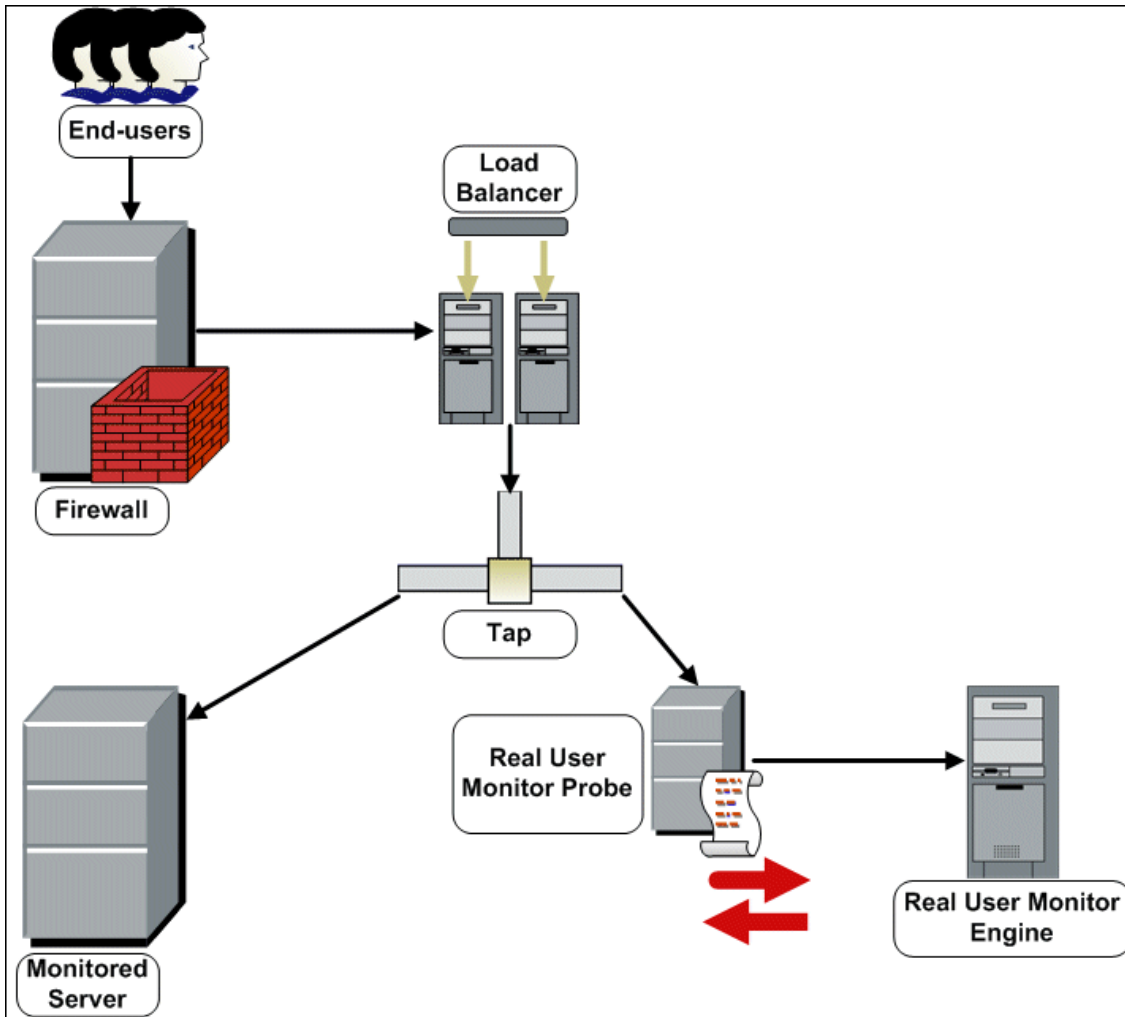 End-users
Load
Balancer
Firewall
Tap
Real User
Monitor Probe
Real User Monitor
Engine
Monitored
Server